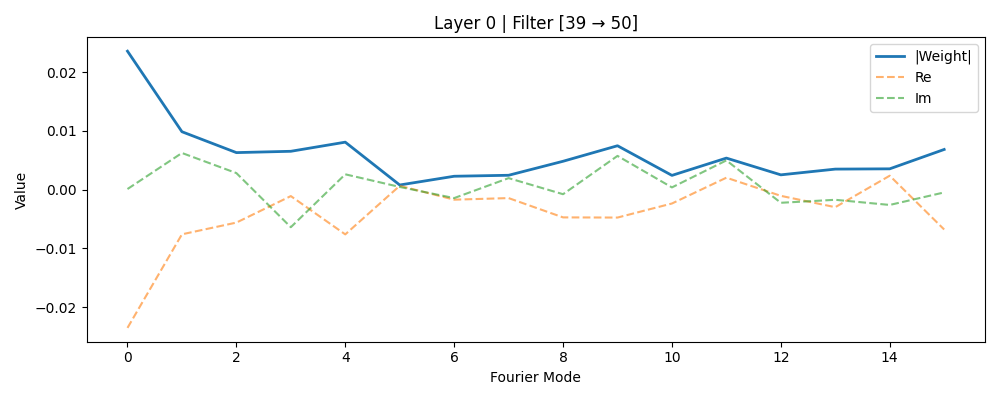 Layer 0 | Filter [39 → 50]
|Weight|
Re
Im
0.02
0.01
0.00
−0.01
−0.02
Value
0 2 4 6 8 10 12 14
Fourier Mode